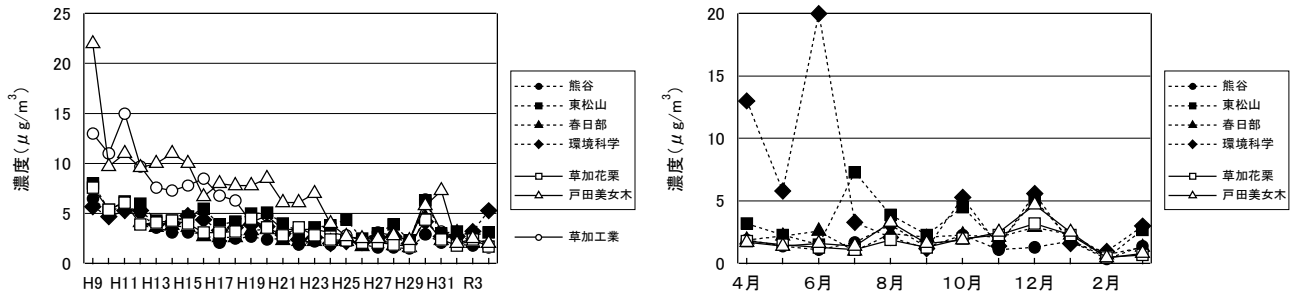 濃度(μg/m³)
25
20
15
10
5
0
H9 H11 H13 H15 H17 H19 H21 H23 H25 H27 H29 H31 R3
熊谷
東松山
春日部
環境科学
草加花栗
戸田美女木
草加工業
濃度(μg/m³)
20
15
10
5
0
4月 6月 8月 10月 12月 2月
熊谷
東松山
春日部
環境科学
草加花栗
戸田美女木